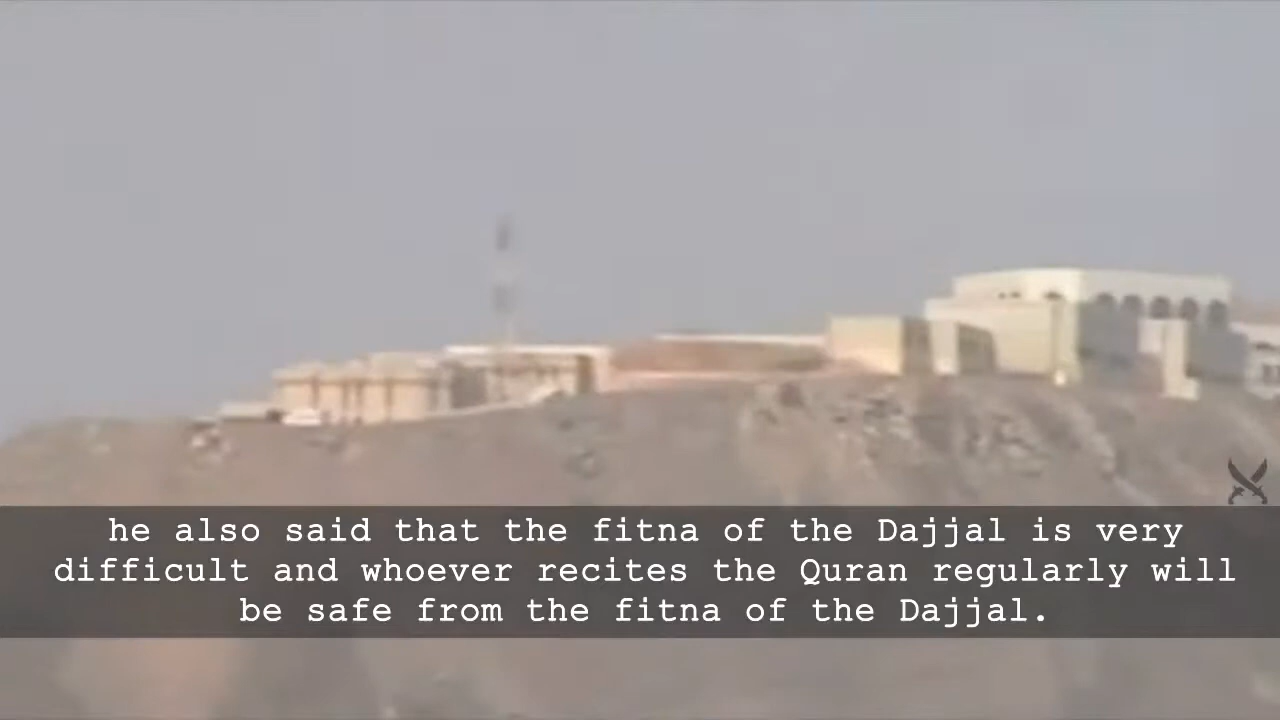 he also said that the fitna of the Dajjal is very
difficult and whoever recites the Quran regularly will
be safe from the fitna of the Dajjal.